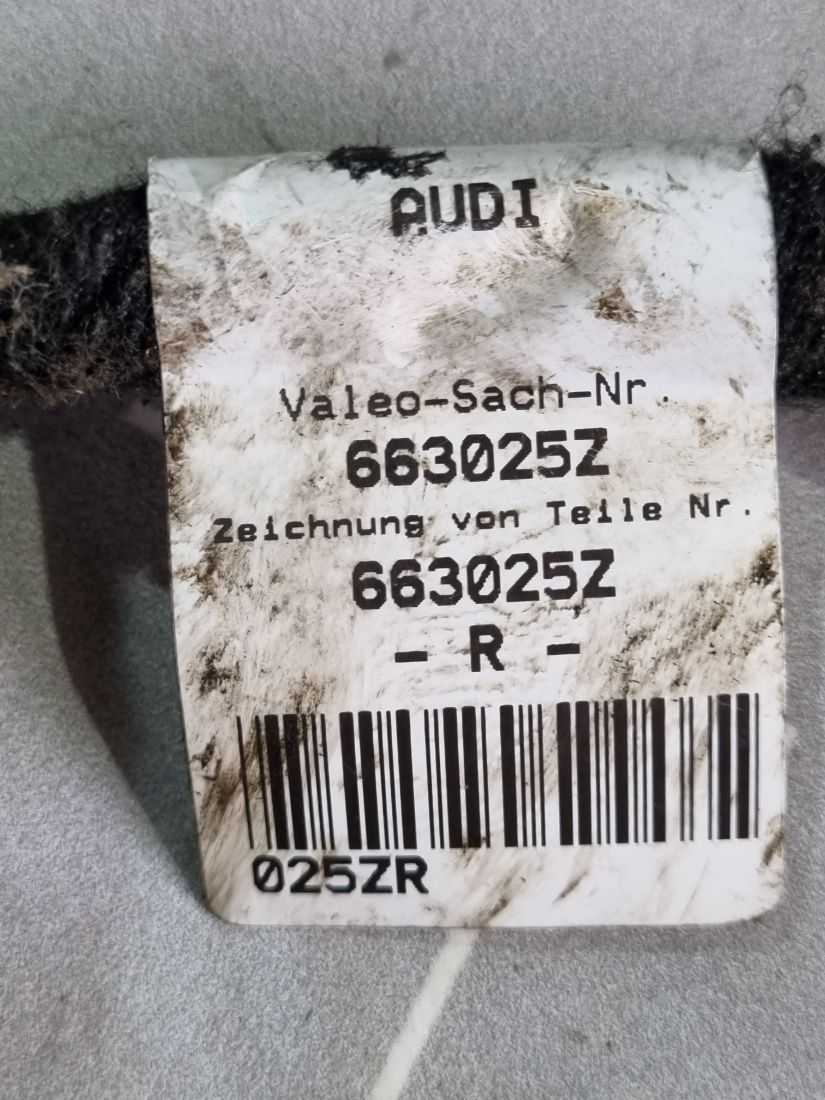 AUDI
Valeo-Sach-Nr.
663025Z
Zeichnung von Teile Nr.
663025Z
- R -
025ZR